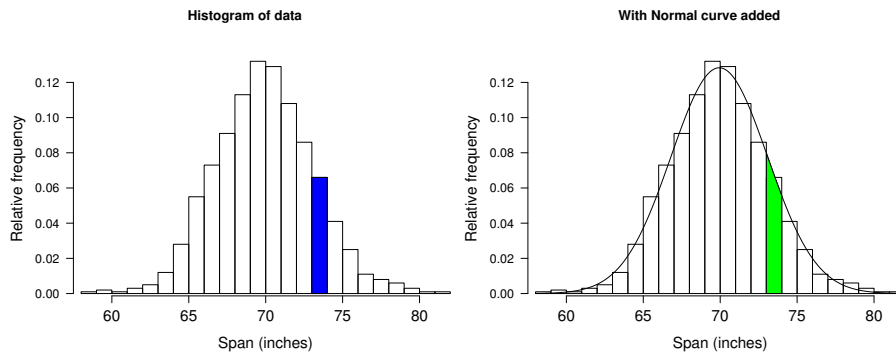 Histogram of data
Relative frequency
0.12
0.10
0.08
0.06
0.04
0.02
0.00
60 65 70 75 80
Span (inches)
With Normal curve added
Relative frequency
0.12
0.10
0.08
0.06
0.04
0.02
0.00
60 65 70 75 80
Span (inches)